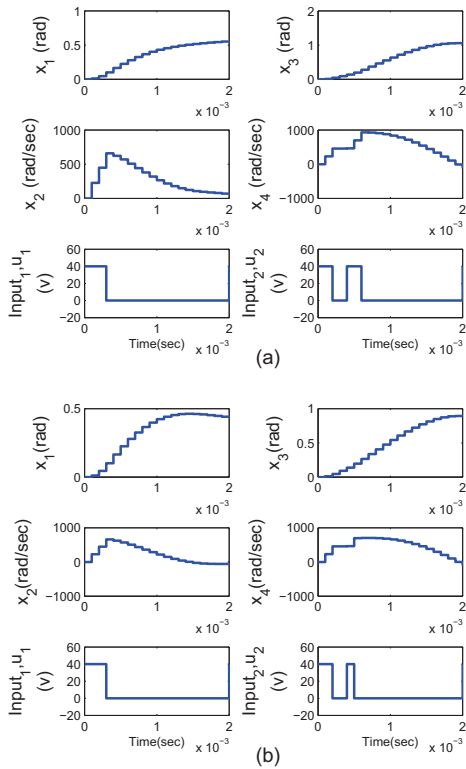 x1 (rad)
1
0.5
0
0 1 2
x 10^-3
x3 (rad)
2
1
0
0 1 2
x 10^-3
x2 (rad/sec)
1000
500
0
0 1 2
x 10^-3
x4 (rad/sec)
1000
0
−1000
0 1 2
x 10^-3
Input1,u1
(v)
60
40
20
0
−20
0 1 2
Time(sec) x 10^-3
Input2,u2
(v)
60
40
20
0
−20
0 1 2
Time(sec) x 10^-3
(a)
x1(rad)
0.5
0
0 1 2
x 10^-3
x3(rad)
1
0.5
0
0 1 2
x 10^-3
x2(rad/sec)
1000
0
−1000
0 1 2
x 10^-3
x4(rad/sec)
1000
0
−1000
0 1 2
x 10^-3
Input1,u1
(v)
60
40
20
0
−20
0 1 2
Time(sec) x 10^-3
Input2,u2
(v)
60
40
20
0
−20
0 1 2
Time(sec) x 10^-3
(b)